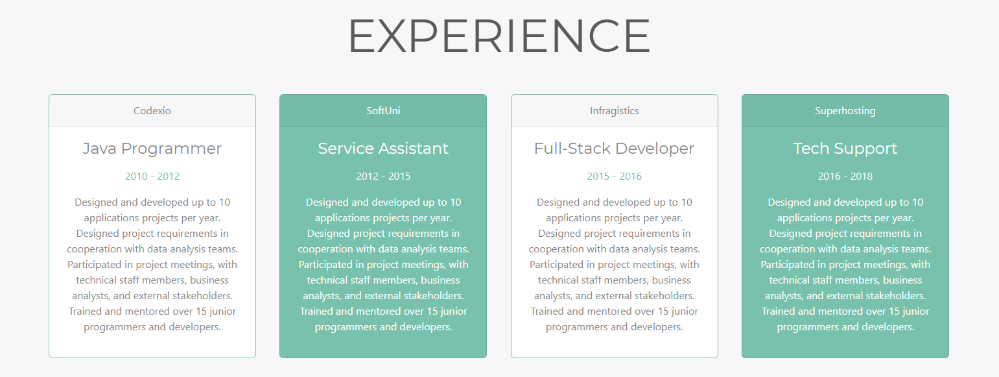 EXPERIENCE
Codexio
Java Programmer
2010 - 2012
Designed and developed up to 10
applications projects per year.
Designed project requirements in
cooperation with data analysis teams.
Participated in project meetings, with
technical staff members, business
analysts, and external stakeholders.
Trained and mentored over 15 junior
programmers and developers.
SoftUni
Service Assistant
2012 - 2015
Designed and developed up to 10
applications projects per year.
Designed project requirements in
cooperation with data analysis teams.
Participated in project meetings, with
technical staff members, business
analysts, and external stakeholders.
Trained and mentored over 15 junior
programmers and developers.
Infragistics
Full-Stack Developer
2015 - 2016
Designed and developed up to 10
applications projects per year.
Designed project requirements in
cooperation with data analysis teams.
Participated in project meetings, with
technical staff members, business
analysts, and external stakeholders.
Trained and mentored over 15 junior
programmers and developers.
Superhosting
Tech Support
2016 - 2018
Designed and developed up to 10
applications projects per year.
Designed project requirements in
cooperation with data analysis teams.
Participated in project meetings, with
technical staff members, business
analysts, and external stakeholders.
Trained and mentored over 15 junior
programmers and developers.